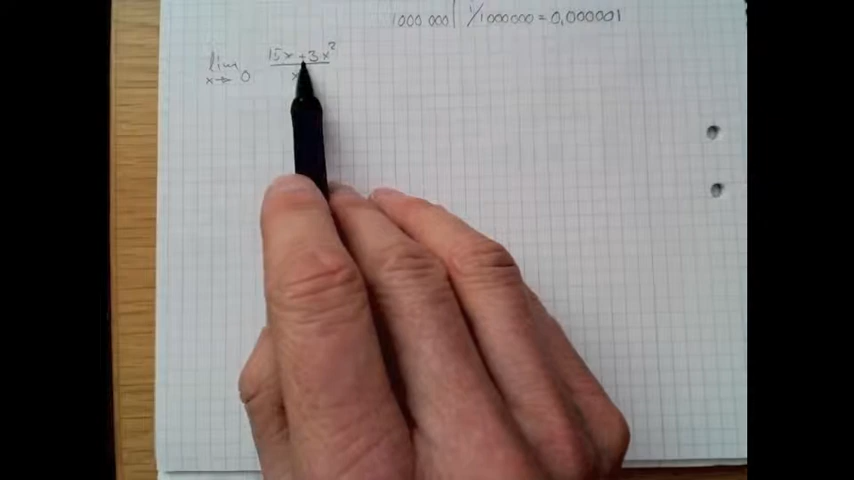 1000 000 | 1/1000000 = 0,000001
lim x→0 15x + 3x² / x